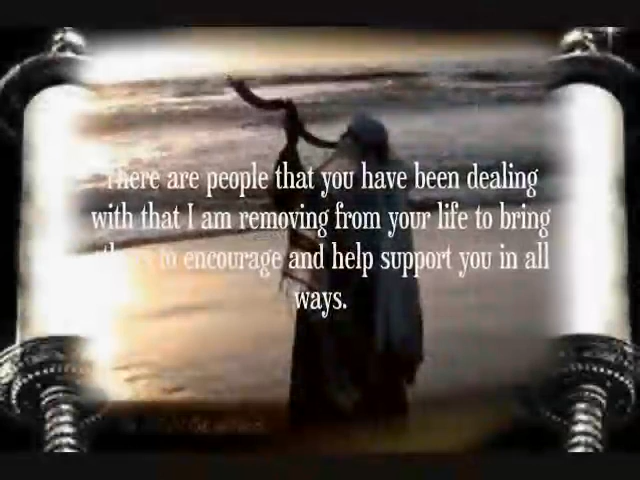 There are people that you have been dealing
with that I am removing from your life to bring
others to encourage and help support you in all
ways.